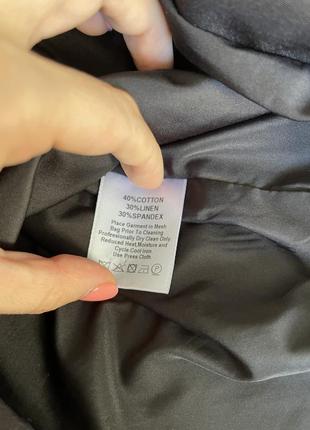 40%COTTON
30%LINEN
30%SPANDEX
Place Garment in Mesh
Bag Prior To Cleaning
Professionally Dry Clean Only
Reduced Heat,Moisture and
Cycle Cool Iron
Use Press Cloth
P